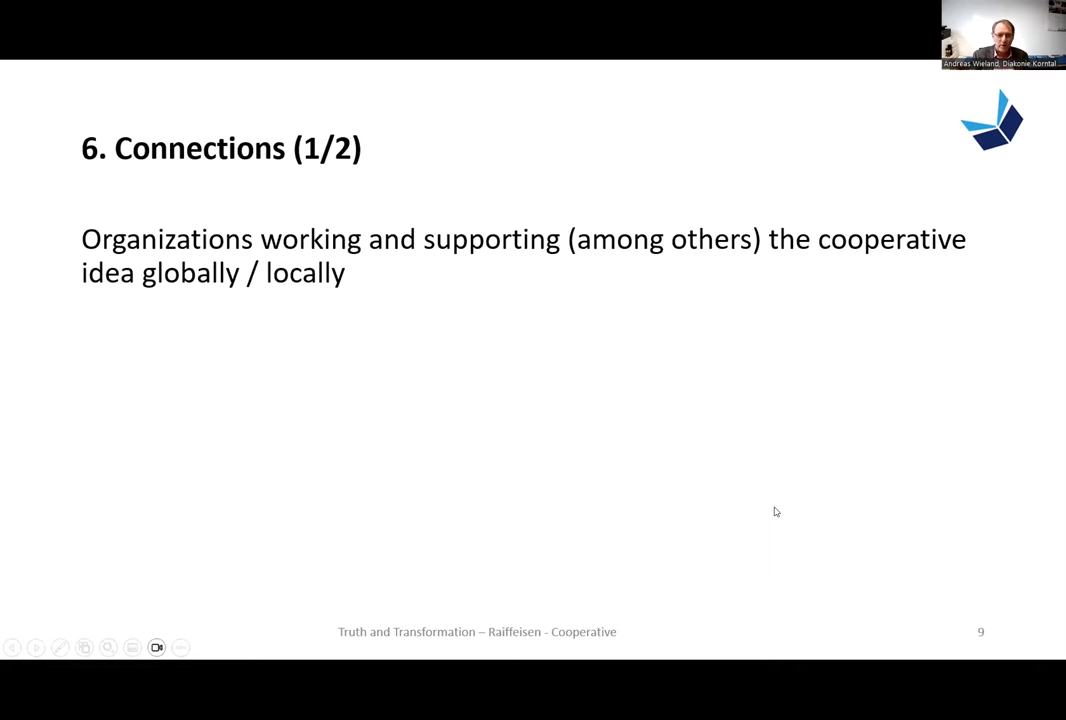 Andreas Wieland, Diakonie Korntal
6. Connections (1/2)
Organizations working and supporting (among others) the cooperative
idea globally / locally
Truth and Transformation – Raiffeisen - Cooperative
9